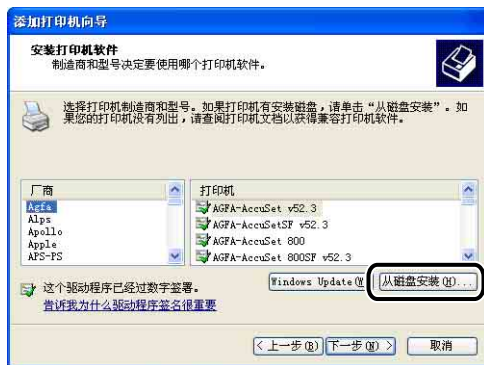 添加打印机向导
安装打印机软件
制造商和型号决定要使用哪个打印机软件。
选择打印机制造商和型号。如果打印机有安装磁盘，请单击“从磁盘安装”。如
果您的打印机没有列出，请查阅打印机文档以获得兼容打印机软件。
厂商
Agfa
Alps
Apollo
Apple
APS-PS
打印机
AGFA-AccuSet v52.3
AGFA-AccuSetSF v52.3
AGFA-AccuSet 800
AGFA-AccuSet 800SF v52.3
这个驱动程序已经过数字签署。
告诉我为什么驱动程序签名很重要
Windows Update(W)
从磁盘安装(H)...
< 上一步(B)
下一步(N) >
取消